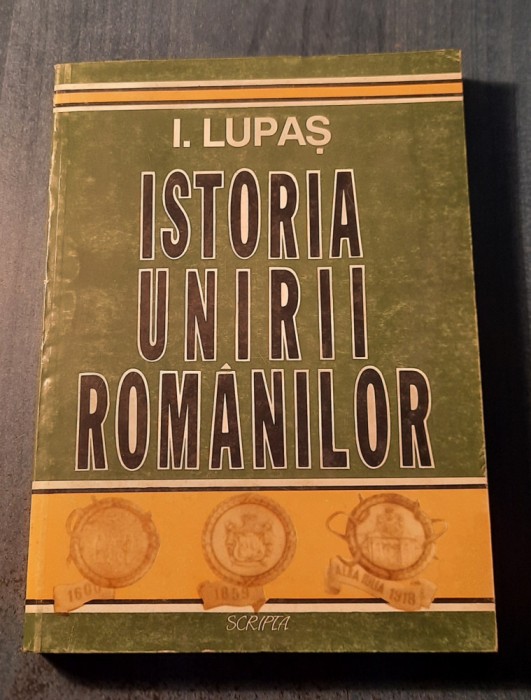 I. LUPAȘ
ISTORIA
UNIRII
ROMÂNILOR
1600
1859
ALBA IULIA 1918
SCRIPTA